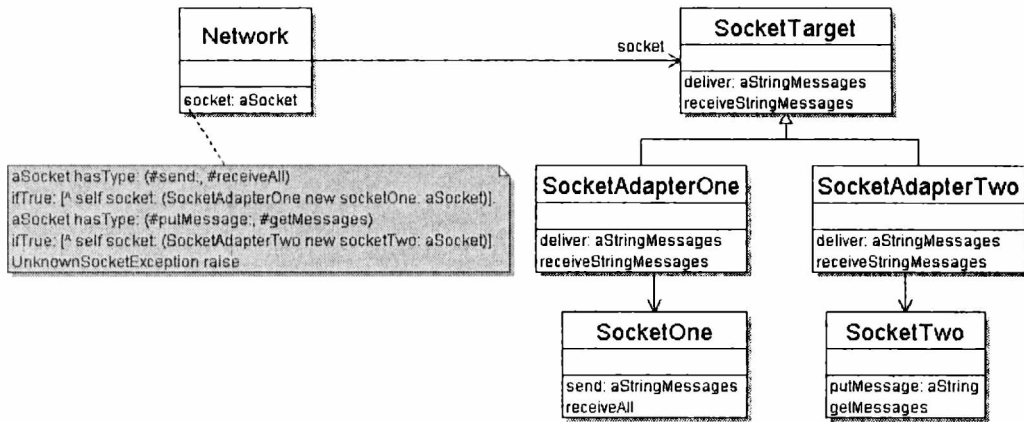 Network
socket: aSocket
socket
SocketTarget
deliver: aStringMessages
receiveStringMessages
aSocket hasType: (#send:, #receiveAll)
ifTrue: [^ self socket: (SocketAdapterOne new socketOne: aSocket)].
aSocket hasType: (#putMessage:, #getMessages)
ifTrue: [^ self socket: (SocketAdapterTwo new socketTwo: aSocket)]
UnknownSocketException raise
SocketAdapterOne
deliver: aStringMessages
receiveStringMessages
SocketAdapterTwo
deliver: aStringMessages
receiveStringMessages
SocketOne
send: aStringMessages
receiveAll
SocketTwo
putMessage: aString
getMessages